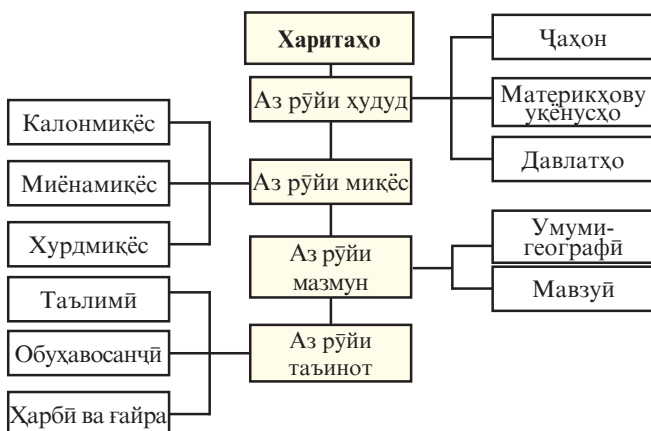 Харитаҳо
Аз рӯйи ҳудуд
Ҷаҳон
Материкҳову
уқёнусҳо
Давлатҳо
Аз рӯйи миқёс
Калонмиқёс
Миёнамиқёс
Хурдмиқёс
Аз рӯйи
мазмун
Умуми-
географӣ
Мавзуӣ
Аз рӯйи
таъинот
Таълимӣ
Обуҳавосанҷӣ
Ҳарбӣ ва ғайра